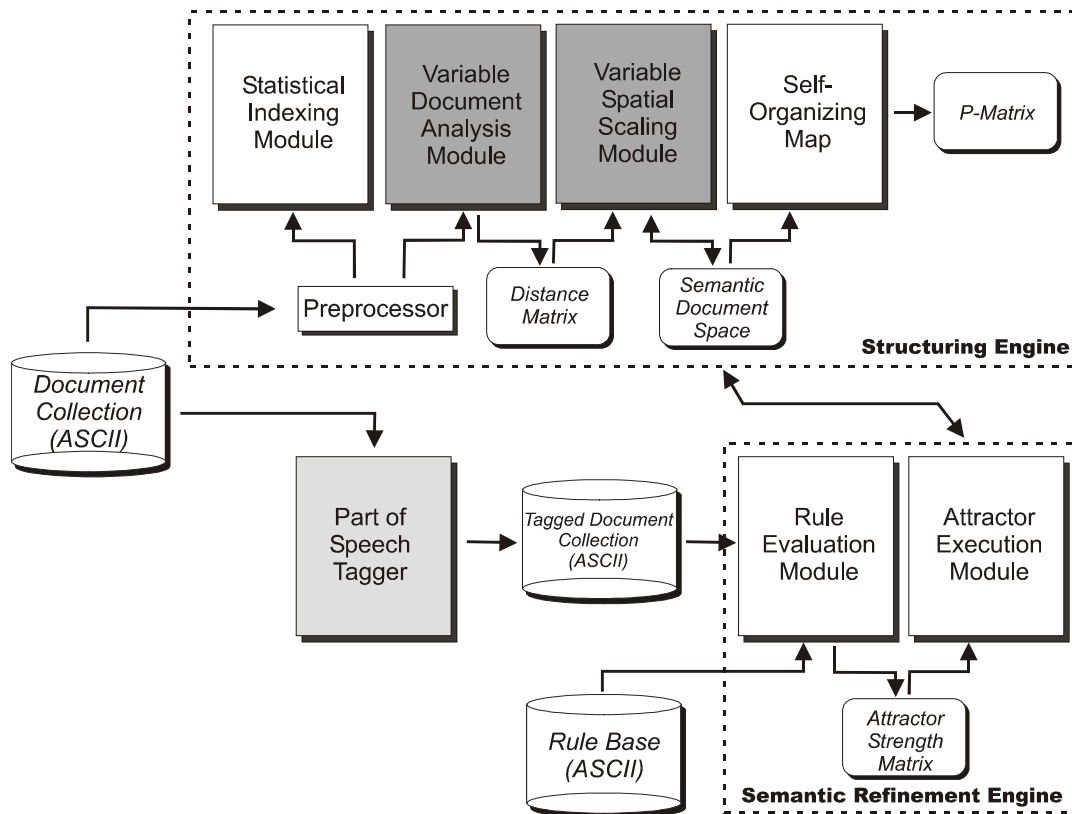 Statistical
Indexing
Module
Variable
Document
Analysis
Module
Variable
Spatial
Scaling
Module
Self-
Organizing
Map
P-Matrix
Preprocessor
Distance
Matrix
Semantic
Document
Space
Structuring Engine
Document
Collection
(ASCII)
Part of
Speech
Tagger
Tagged Document
Collection
(ASCII)
Rule
Evaluation
Module
Attractor
Execution
Module
Rule Base
(ASCII)
Attractor
Strength
Matrix
Semantic Refinement Engine